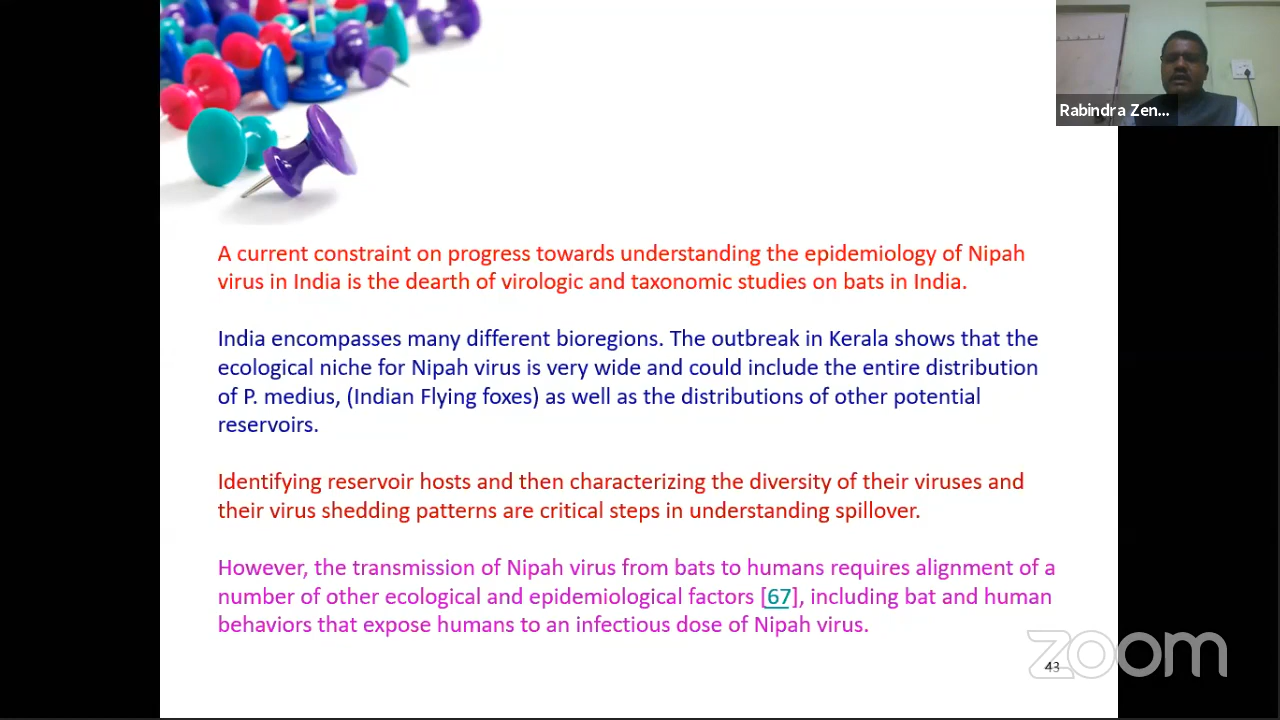 Rabindra Zen...
A current constraint on progress towards understanding the epidemiology of Nipah
virus in India is the dearth of virologic and taxonomic studies on bats in India.
India encompasses many different bioregions. The outbreak in Kerala shows that the
ecological niche for Nipah virus is very wide and could include the entire distribution
of P. medius, (Indian Flying foxes) as well as the distributions of other potential
reservoirs.
Identifying reservoir hosts and then characterizing the diversity of their viruses and
their virus shedding patterns are critical steps in understanding spillover.
However, the transmission of Nipah virus from bats to humans requires alignment of a
number of other ecological and epidemiological factors [67], including bat and human
behaviors that expose humans to an infectious dose of Nipah virus.
43
zoom